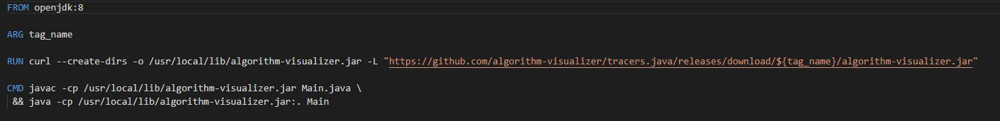 FROM openjdk:8
ARG tag_name
RUN curl --create-dirs -o /usr/local/lib/algorithm-visualizer.jar -L "https://github.com/algorithm-visualizer/tracers.java/releases/download/${tag_name}/algorithm-visualizer.jar"
CMD javac -cp /usr/local/lib/algorithm-visualizer.jar Main.java \
 && java -cp /usr/local/lib/algorithm-visualizer.jar:. Main